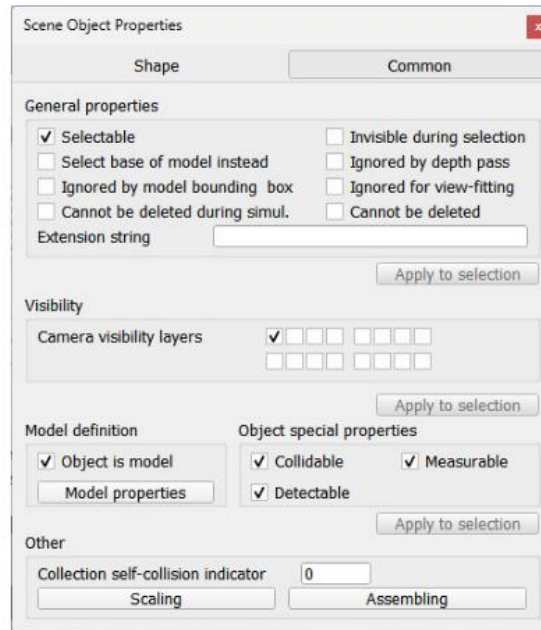 Scene Object Properties x
Shape Common
General properties
Selectable Invisible during selection
Select base of model instead Ignored by depth pass
Ignored by model bounding box Ignored for view-fitting
Cannot be deleted during simul. Cannot be deleted
Extension string
Apply to selection
Visibility
Camera visibility layers
Apply to selection
Model definition Object special properties
Object is model Collidable Measurable
Model properties Detectable
Apply to selection
Other
Collection self-collision indicator 0
Scaling Assembling